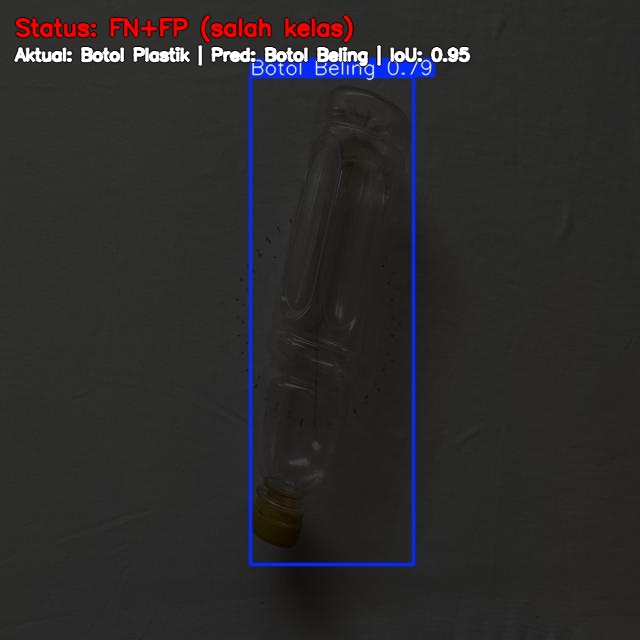 Status: FN+FP (salah kelas)
Aktual: Botol Plastik | Pred: Botol Beling | IoU: 0.95
Botol Beling 0.79